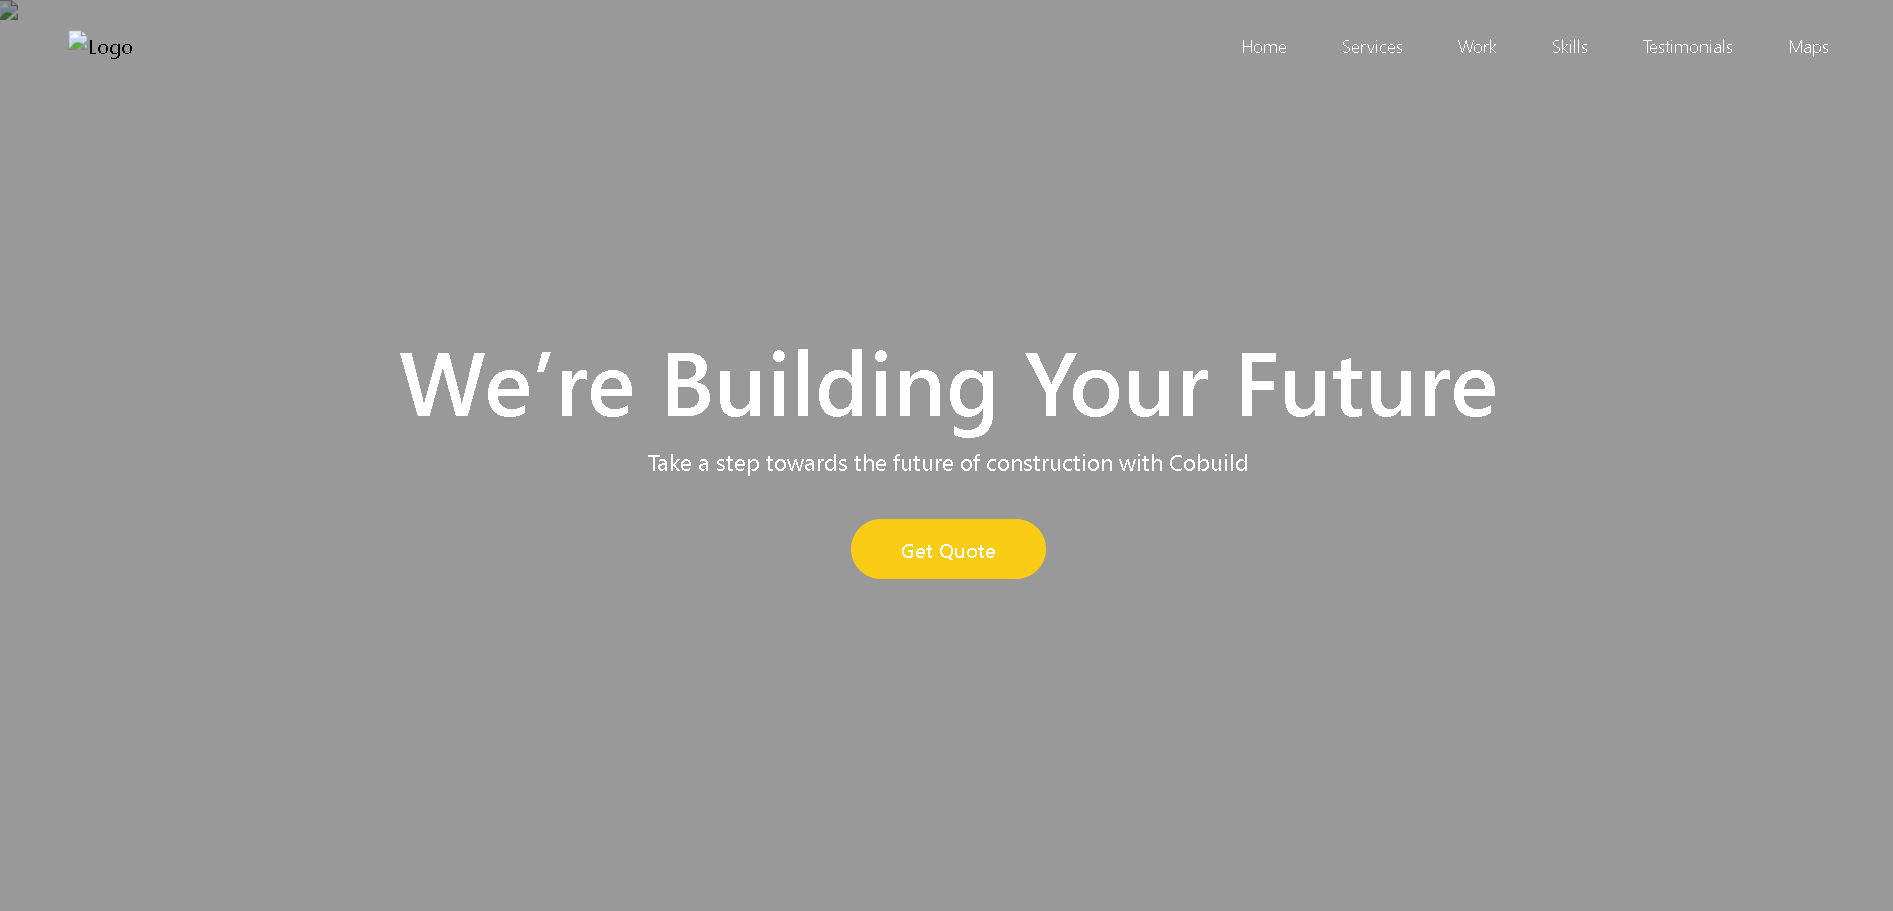 Logo
Home Services Work Skills Testimonials Maps
We’re Building Your Future
Take a step towards the future of construction with Cobuild
Get Quote